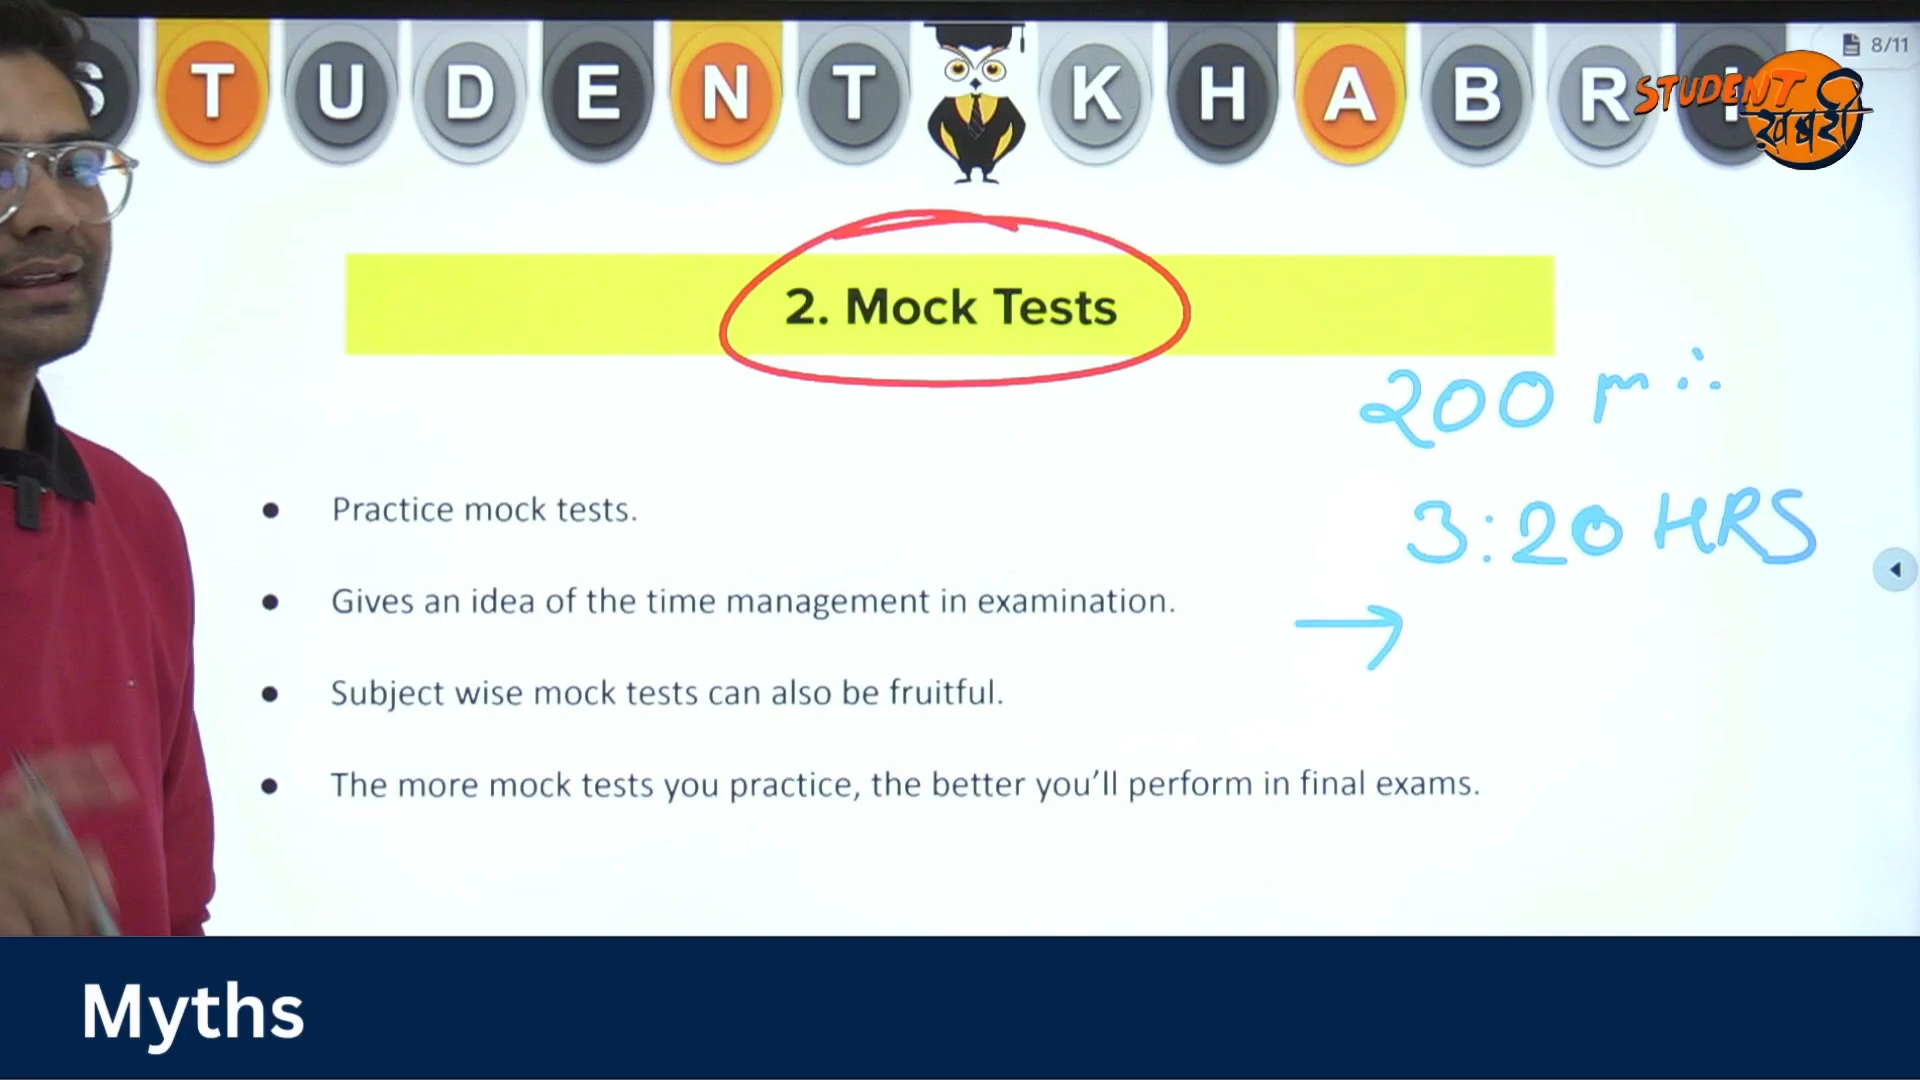 STUDENT KHABRI
8/11
STUDENT
खबरी
2. Mock Tests
200 min
3:20 HRS
• Practice mock tests.
• Gives an idea of the time management in examination.
• Subject wise mock tests can also be fruitful.
• The more mock tests you practice, the better you’ll perform in final exams.
Myths